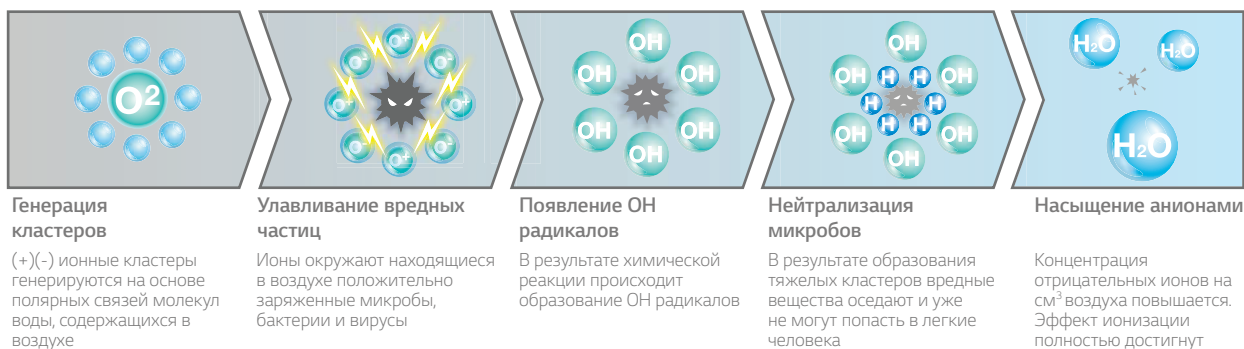 O²
O⁺
O⁻
O⁻
O⁺
O⁺
O⁻
O⁻
O⁺
OH
OH
OH
OH
OH
OH
OH
OH
OH
H
H
OH
H
H
H
H
OH
OH
OH
H₂O
H₂O
H₂O
Генерация
кластеров
(+)(-) ионные кластеры
генерируются на основе
полярных связей молекул
воды, содержащихся в
воздухе
Улавливание вредных
частиц
Ионы окружают находящиеся
в воздухе положительно
заряженные микробы,
бактерии и вирусы
Появление ОН
радикалов
В результате химической
реакции происходит
образование ОН радикалов
Нейтрализация
микробов
В результате образования
тяжелых кластеров вредные
вещества оседают и уже
не могут попасть в легкие
человека
Насыщение анионами
Концентрация
отрицательных ионов на
см³ воздуха повышается.
Эффект ионизации
полностью достигнут